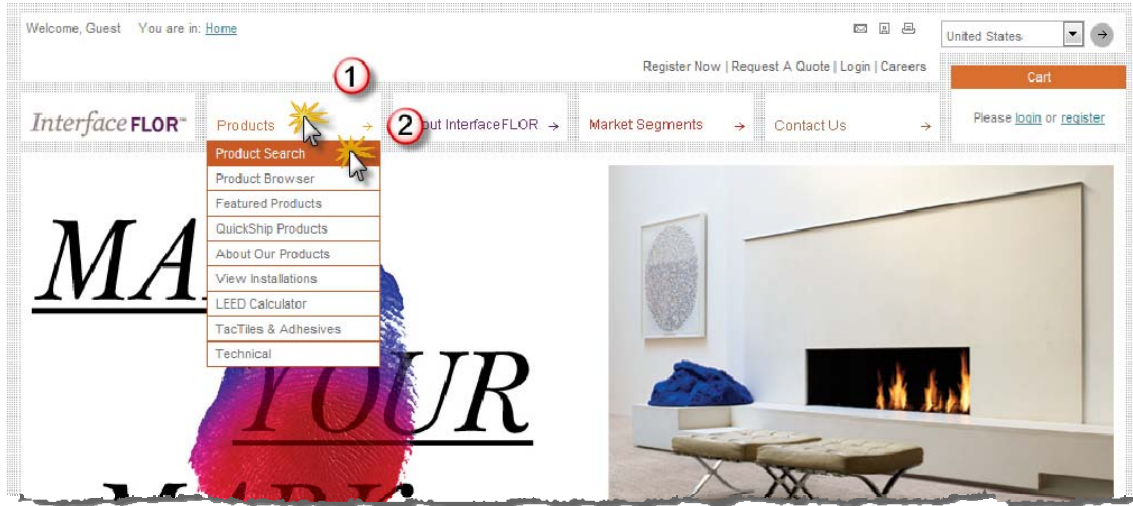 Welcome, Guest You are in: Home
United States
Register Now | Request A Quote | Login | Careers
Cart
1
Interface FLOR™
Products →
2
out InterfaceFLOR →
Market Segments →
Contact Us →
Please login or register
Product Search
Product Browser
Featured Products
QuickShip Products
About Our Products
View Installations
LEED Calculator
TacTiles & Adhesives
Technical
MA
YOUR